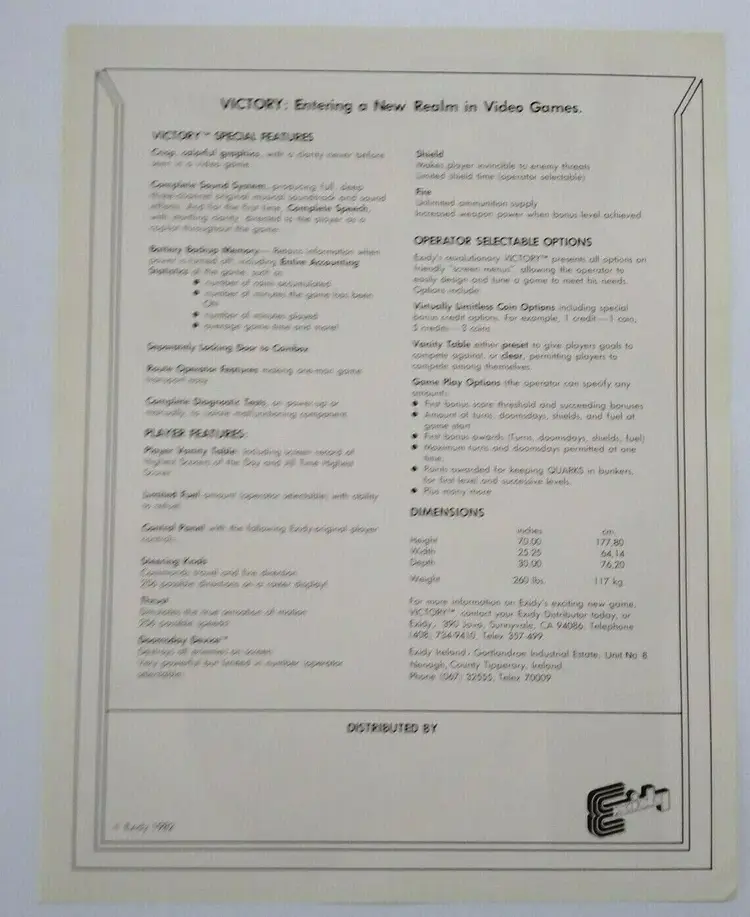 VICTORY: Entering a New Realm in Video Games.
VICTORY™ SPECIAL FEATURES
Crisp, colorful graphics, with a clarity never before
seen in a video game
Complete Sound System, producing full, deep
three-channel original musical soundtrack and sound
effects. And for the first time, Complete Speech,
with startling clarity, directed to the player as a
copilot throughout the game.
Battery Backup Memory— Retains information when
power is turned off, including Entire Accounting
Statistics of the game, such as
● number of coins accumulated
● number of minutes the game has been
On
● number of minutes played
● average game time and more!
Separately Locking Door to Coinbox
Route Operator Features making one-man game
transport easy
Complete Diagnostic Tests, on power-up or
manually, to isolate malfunctioning component
PLAYER FEATURES:
Player Vanity Table, including screen record of
Highest Scorers of the Day and All Time Highest
Scorer
Limited Fuel amount (operator selectable) with ability
to refuel
Control Panel with the following Exidy-original player
controls:
Steering Knob
Commands travel and fire direction
256 possible directions on a raster display!
Thrust
Simulates the true sensation of motion
256 possible speeds
Doomsday Device™
Destroys all enemies on screen
Very powerful but limited in number (operator
selectable)
Shield
Makes player invincible to enemy threats
Limited shield time (operator selectable)
Fire
Unlimited ammunition supply
Increased weapon power when bonus level achieved
OPERATOR SELECTABLE OPTIONS
Exidy's revolutionary VICTORY™ presents all options on
friendly "screen menus", allowing the operator to
easily design and tune a game to meet his needs.
Options include:
Virtually Limitless Coin Options including special
bonus credit options. For example, 1 credit—1 coin,
5 credits—3 coins
Vanity Table either preset to give players goals to
compete against, or clear, permitting players to
compete among themselves.
Game Play Options (the operator can specify any
amount):
● First bonus score threshold and succeeding bonuses
● Amount of turns, doomsdays, shields, and fuel at
game start
● First bonus awards (Turns, doomsdays, shields, fuel)
● Maximum turns and doomsdays permitted at one
time.
● Points awarded for keeping QUARKS in bunkers,
for first level and successive levels.
● Plus many more
DIMENSIONS
inches cm.
Height 70.00 177.80
Width 25.25 64.14
Depth 30.00 76.20
Weight 260 lbs. 117 kg.
For more information on Exidy's exciting new game,
VICTORY™, contact your Exidy Distributor today, or
Exidy, 390 Java, Sunnyvale, CA 94086. Telephone
(408) 734-9410, Telex 357-499
Exidy Ireland, Gortlandroe Industrial Estate, Unit No 8
Nenagh, County Tipperary, Ireland
Phone (067) 32555, Telex 70009
DISTRIBUTED BY
Exidy
© Exidy 1982